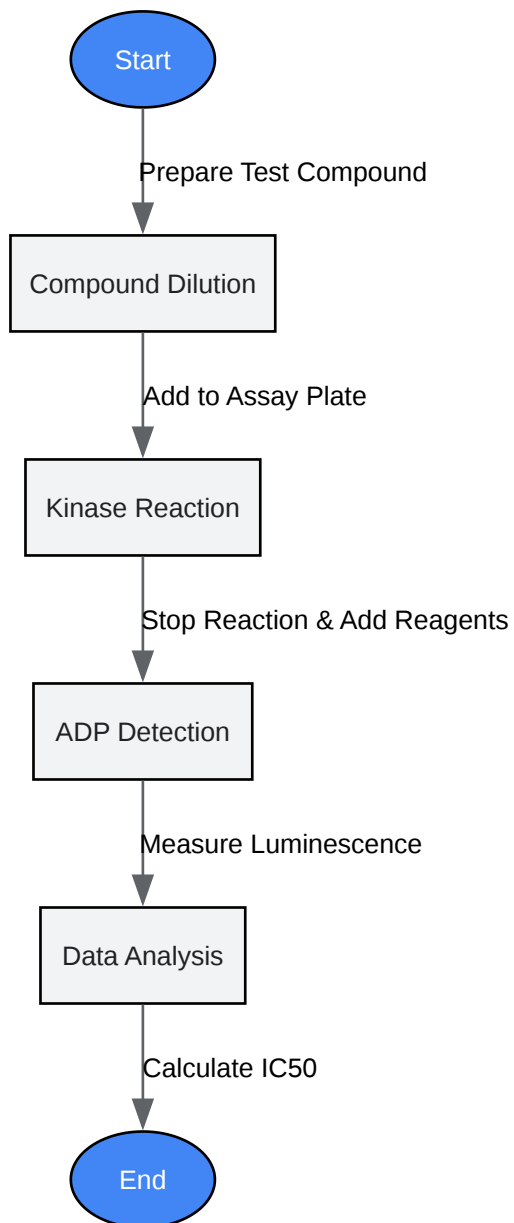 Start
Prepare Test Compound
Compound Dilution
Add to Assay Plate
Kinase Reaction
Stop Reaction & Add Reagents
ADP Detection
Measure Luminescence
Data Analysis
Calculate IC50
End